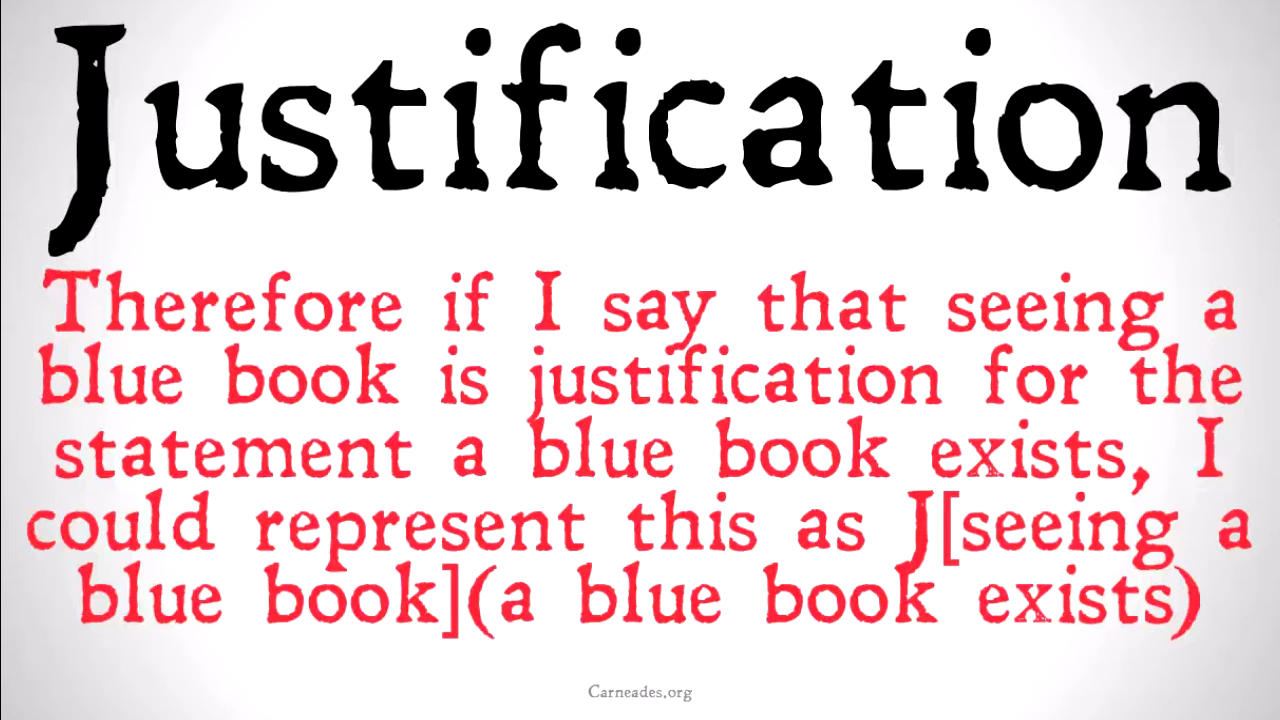 Justification
Therefore if I say that seeing a
blue book is justification for the
statement a blue book exists, I
could represent this as J[seeing a
blue book](a blue book exists)
Carneades.org